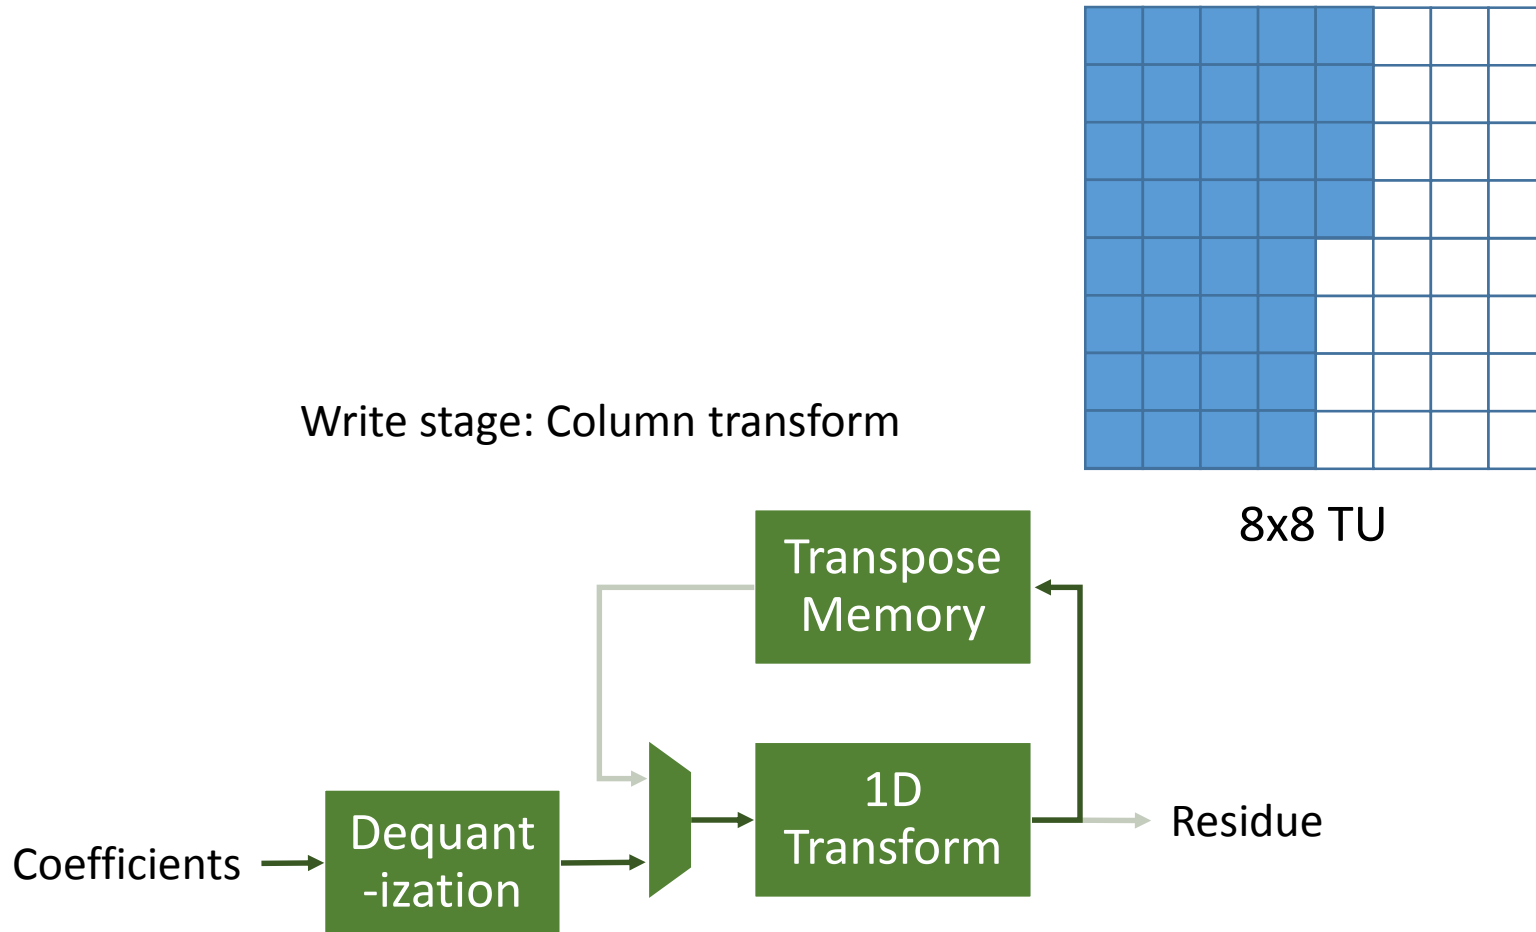 Write stage: Column transform
8x8 TU
Transpose
Memory
1D
Transform
Residue
Dequant
-ization
Coefficients